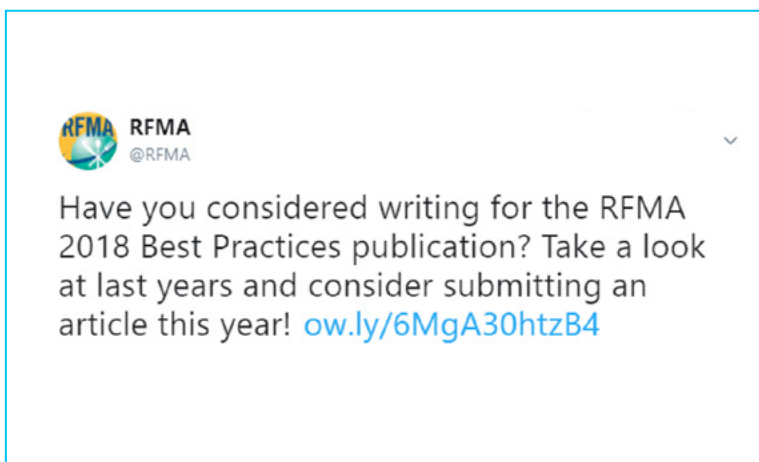 RFMA
RFMA
@RFMA
Have you considered writing for the RFMA
2018 Best Practices publication? Take a look
at last years and consider submitting an
article this year! ow.ly/6MgA30htzB4